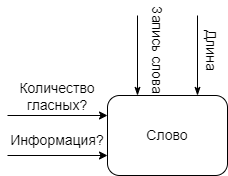 Запись слова
Длина
Количество
гласных?
Информация?
Слово